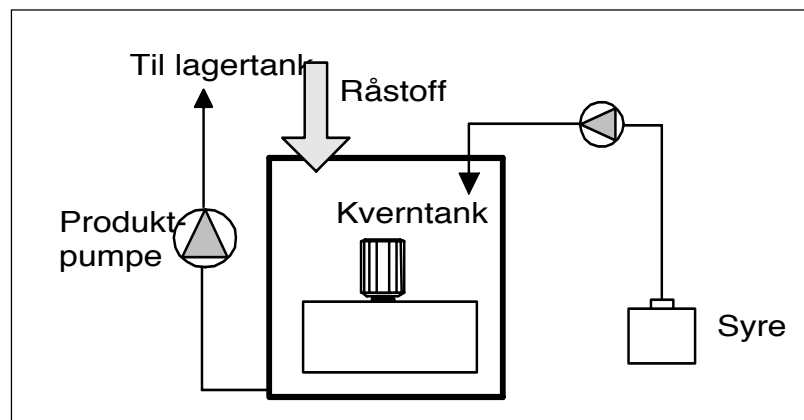 Til lagertank
Råstoff
Kverntank
Produkt-
pumpe
Syre